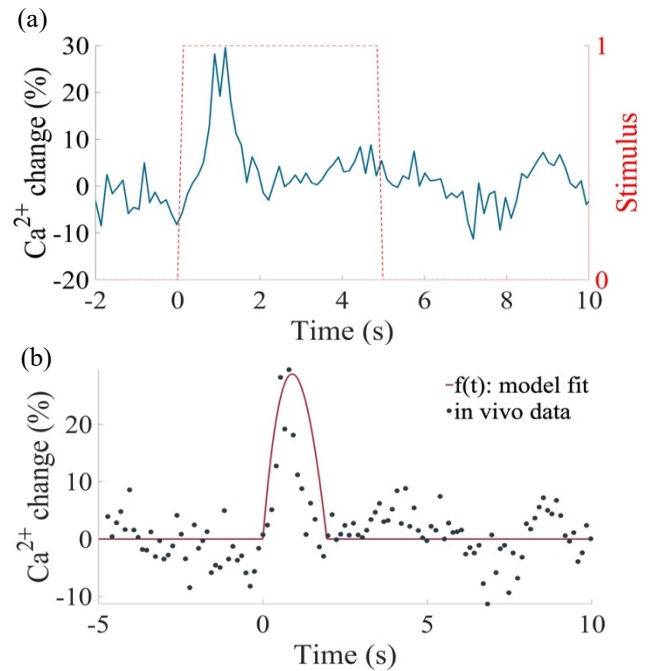 (a)
30
20
10
0
-10
-20
Ca2+ change (%)
1
0
Stimulus
-2 0 2 4 6 8 10
Time (s)
(b)
20
10
0
-10
Ca2+ change (%)
f(t): model fit
in vivo data
-5 0 5 10
Time (s)